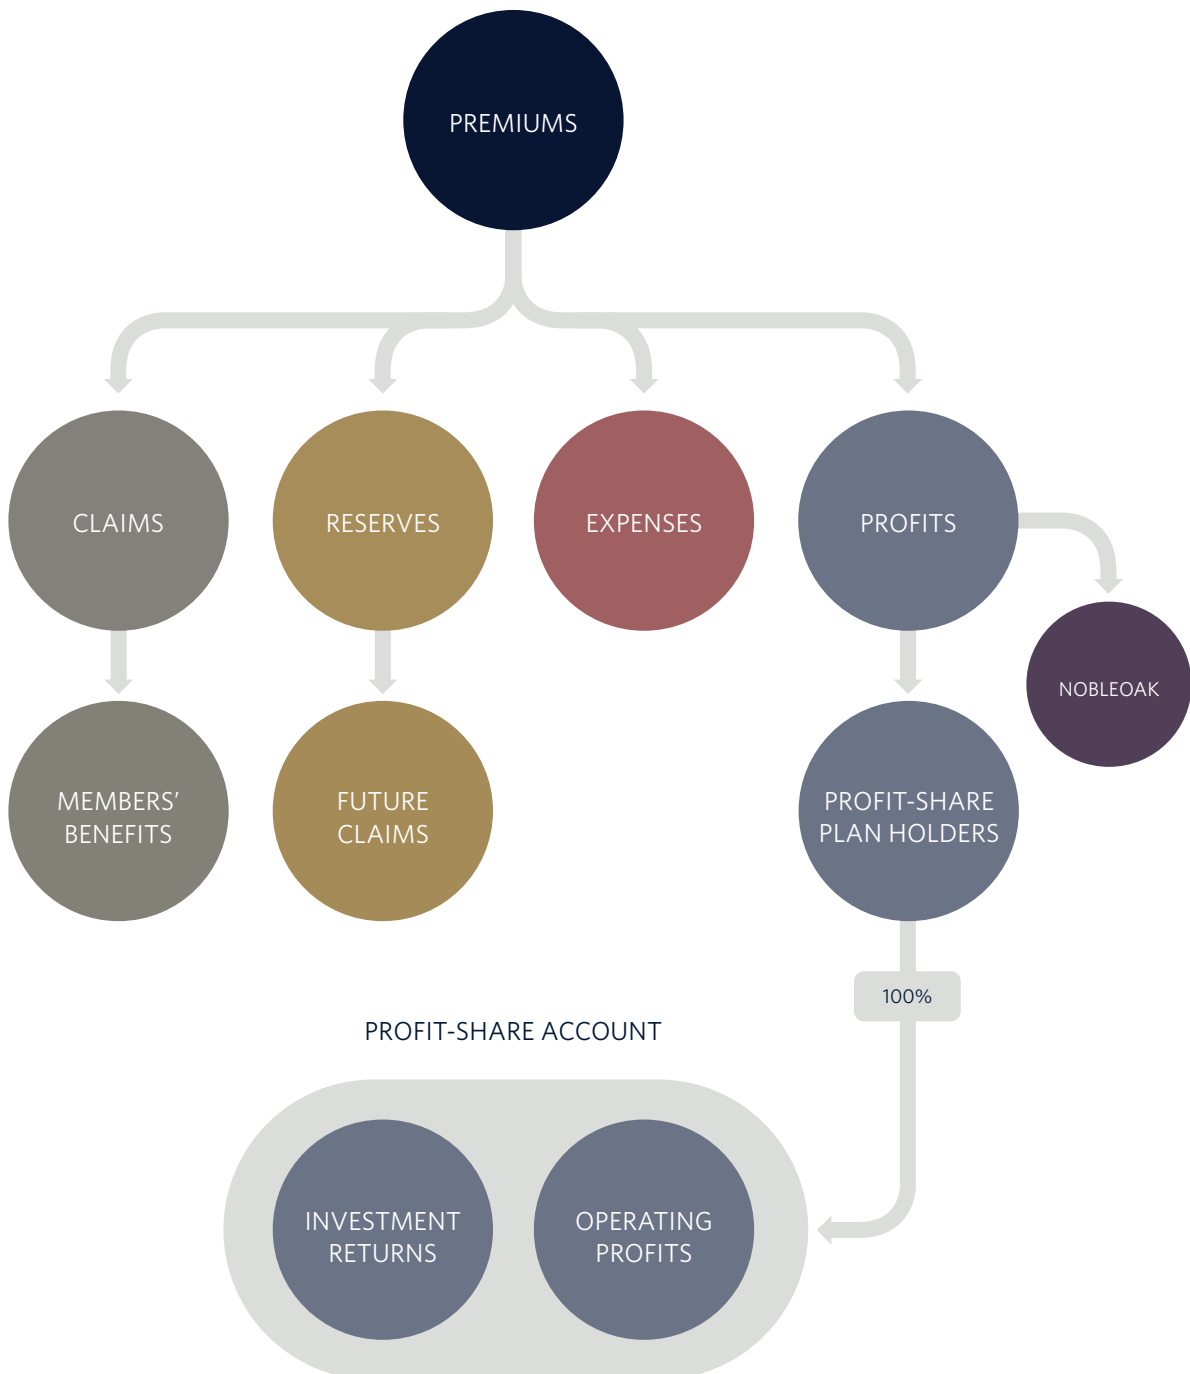 PREMIUMS
CLAIMS
RESERVES
EXPENSES
PROFITS
NOBLEOAK
MEMBERS’
BENEFITS
FUTURE
CLAIMS
PROFIT-SHARE
PLAN HOLDERS
100%
PROFIT-SHARE ACCOUNT
INVESTMENT
RETURNS
OPERATING
PROFITS